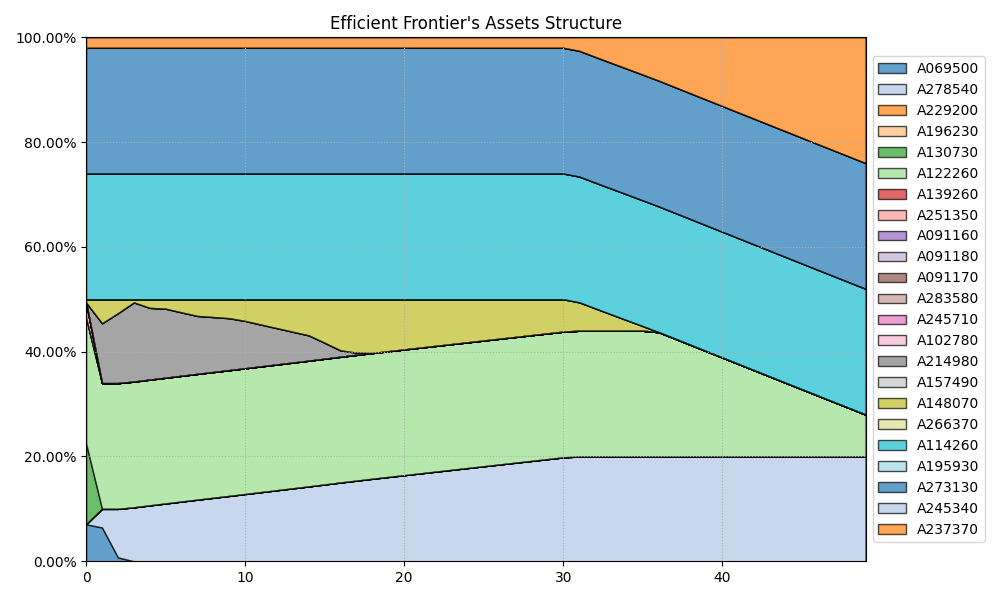 Efficient Frontier's Assets Structure
100.00%
80.00%
60.00%
40.00%
20.00%
0.00%
0
10
20
30
40
A069500
A278540
A229200
A196230
A130730
A122260
A139260
A251350
A091160
A091180
A091170
A283580
A245710
A102780
A214980
A157490
A148070
A266370
A114260
A195930
A273130
A245340
A237370